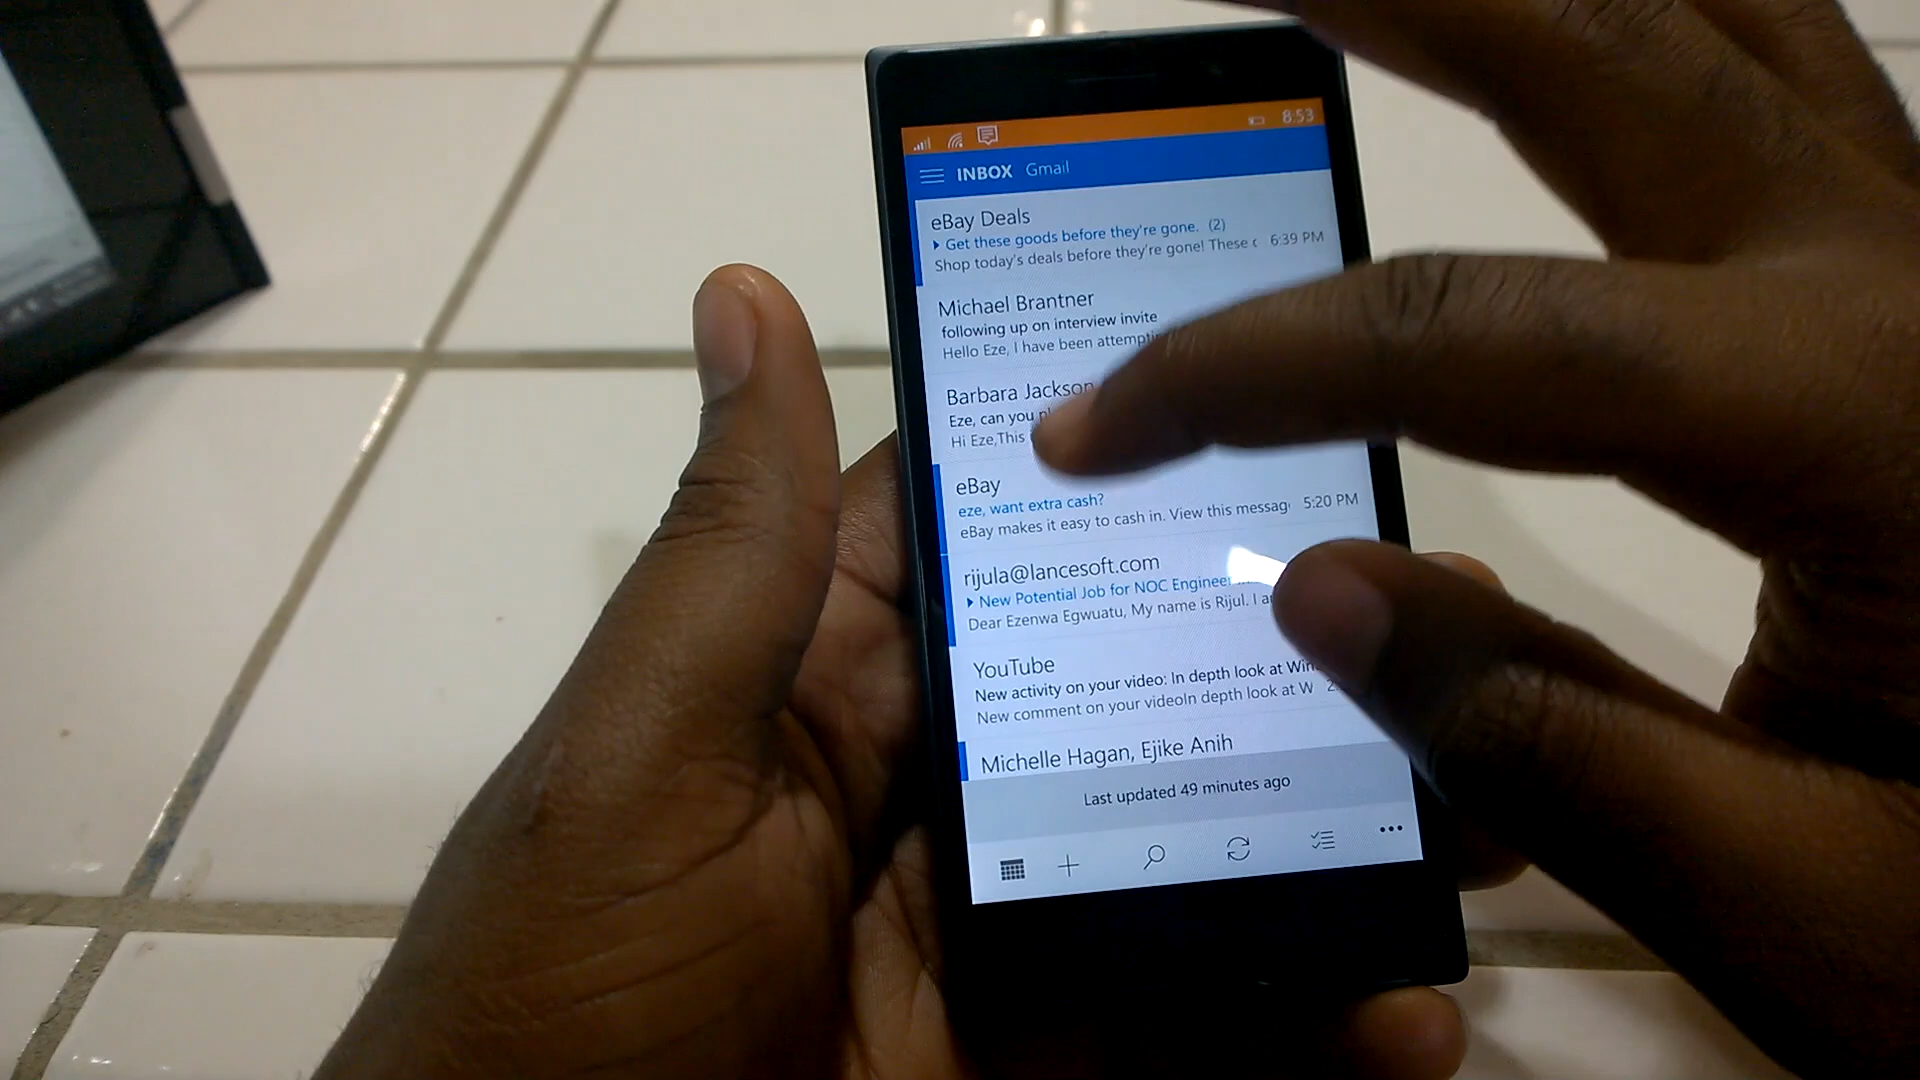 8:53
INBOX Gmail
eBay Deals
Get these goods before they're gone. (2)
Shop today's deals before they're gone! These 6:39 PM
Michael Brantner
following up on interview invite
Hello Eze, I have been
Barbara Jackson
Eze, can you
Hi Eze,This
eBay
eze, want extra cash?
eBay makes it easy to cash in. View this messag 5:20 PM
rijula@lancesoft.com
New Potential Job for NOC Engineer
Dear Ezenwa Egwuatu, My name is Rijul. I
YouTube
New activity on your video: In depth look at Win
New comment on your videoIn depth look at W
Michelle Hagan, Ejike Anih
Last updated 49 minutes ago